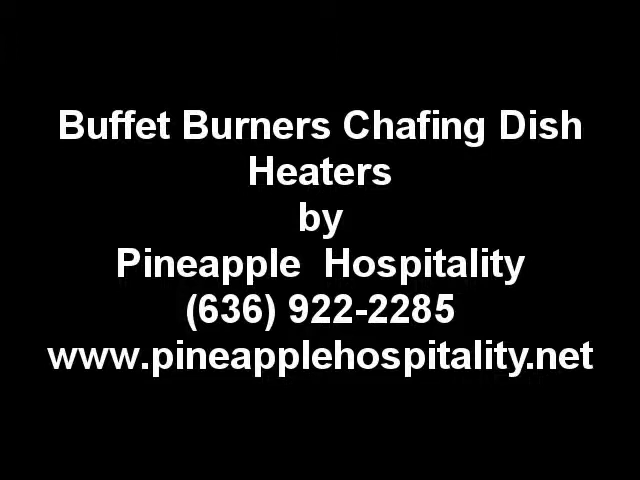 Buffet Burners Chafing Dish
Heaters
by
Pineapple  Hospitality
(636) 922-2285
www.pineapplehospitality.net